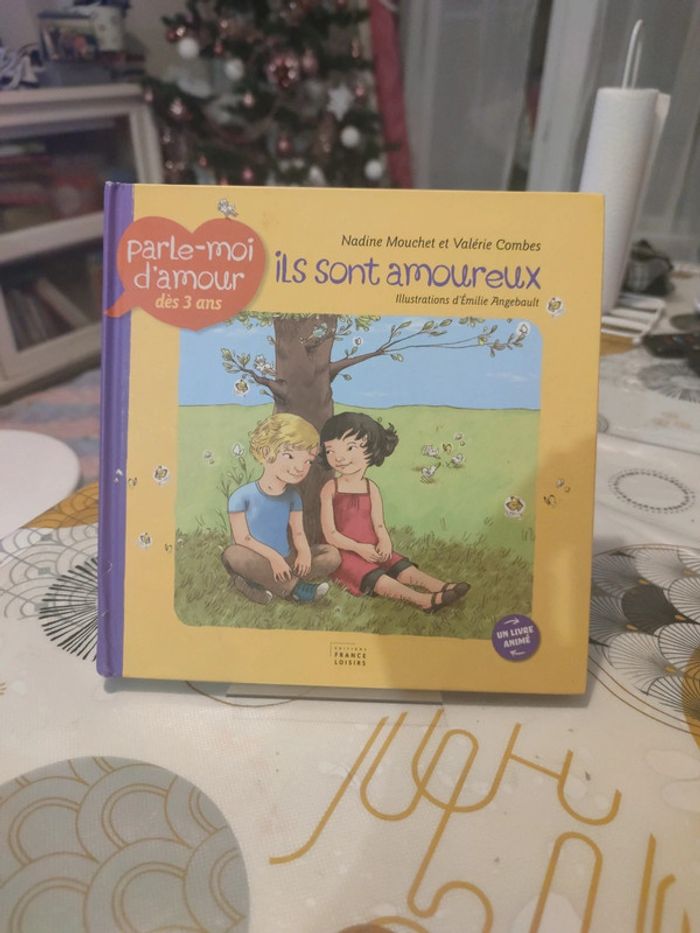 parle-moi
d'amour
dès 3 ans
Nadine Mouchet et Valérie Combes
ils sont amoureux
Illustrations d'Émilie Angebault
UN LIVRE
ANIMÉ
ÉDITIONS
FRANCE
LOISIRS